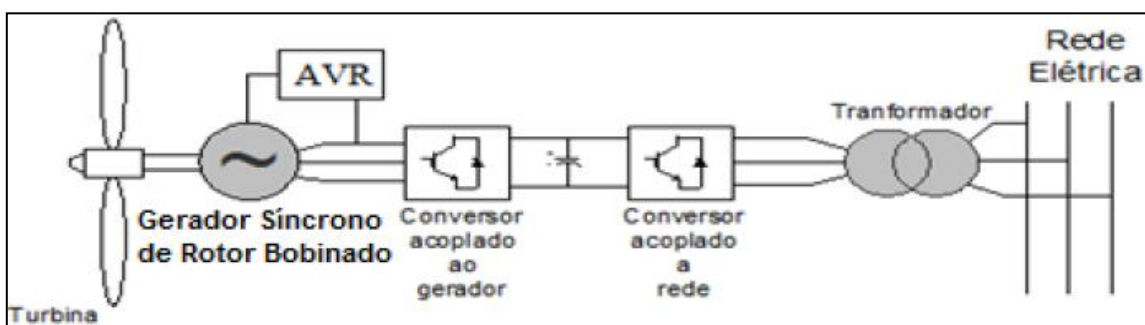 Rede
Elétrica
AVR
Tranformador
~
Gerador Síncrono
de Rotor Bobinado
Conversor
acoplado
ao
gerador
Conversor
acoplado
a
rede
Turbina